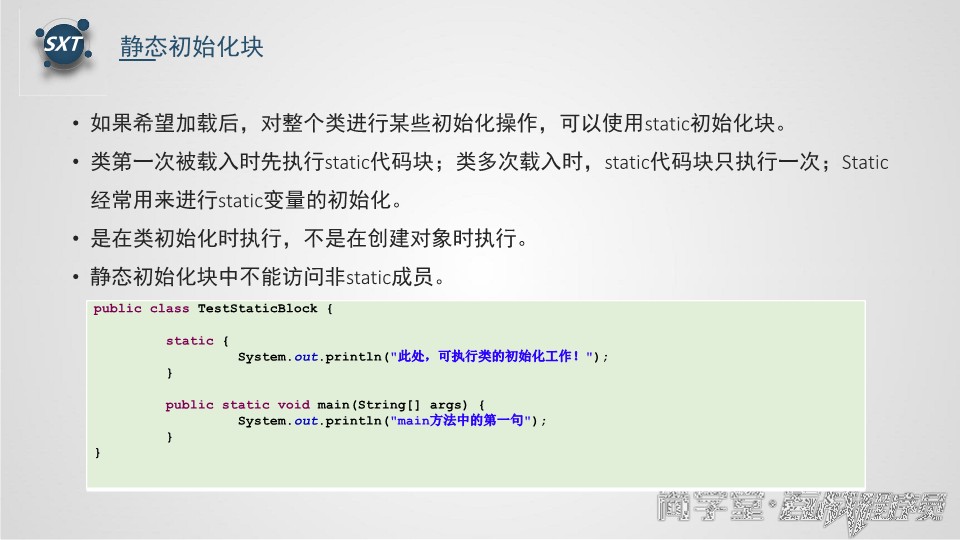 SXT
静态初始化块
• 如果希望加载后，对整个类进行某些初始化操作，可以使用static初始化块。
• 类第一次被载入时先执行static代码块；类多次载入时，static代码块只执行一次；Static
经常用来进行static变量的初始化。
• 是在类初始化时执行，不是在创建对象时执行。
• 静态初始化块中不能访问非static成员。
public class TestStaticBlock {
static {
System.out.println("此处，可执行类的初始化工作！");
}
public static void main(String[] args) {
System.out.println("main方法中的第一句");
}
}
尚学堂·百战程序员